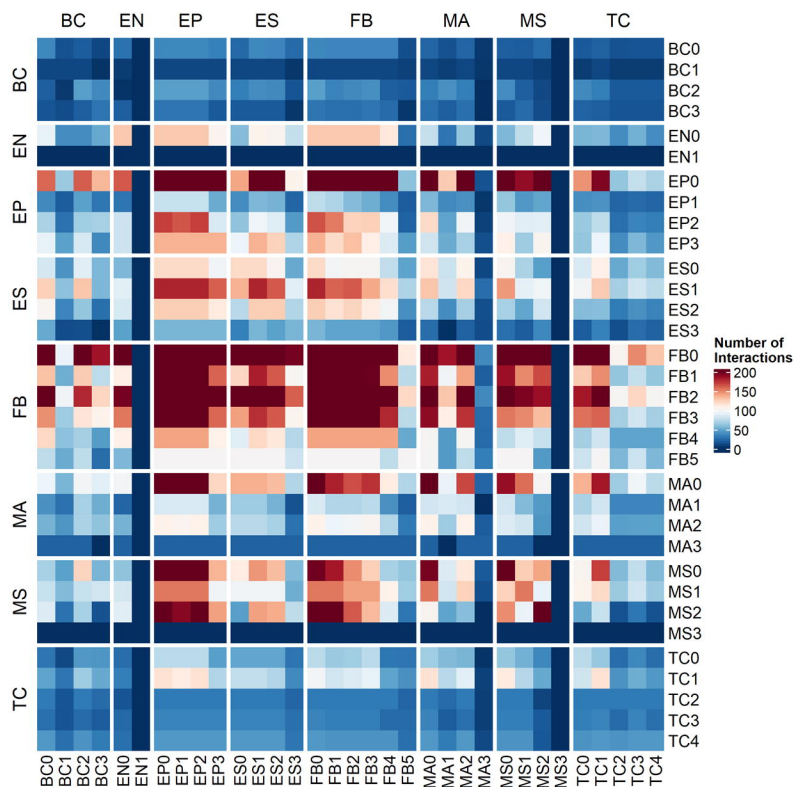 BC EN EP ES FB MA MS TC
BC
BC0
BC1
BC2
BC3
EN
EN0
EN1
EP
EP0
EP1
EP2
EP3
ES
ES0
ES1
ES2
ES3
FB
FB0
FB1
FB2
FB3
FB4
FB5
Number of
Interactions
200
150
100
50
0
MA
MA0
MA1
MA2
MA3
MS
MS0
MS1
MS2
MS3
TC
TC0
TC1
TC2
TC3
TC4
BC0 BC1 BC2 BC3 EN0 EN1 EP0 EP1 EP2 EP3 ES0 ES1 ES2 ES3 FB0 FB1 FB2 FB3 FB4 FB5 MA0 MA1 MA2 MA3 MS0 MS1 MS2 MS3 TC0 TC1 TC2 TC3 TC4